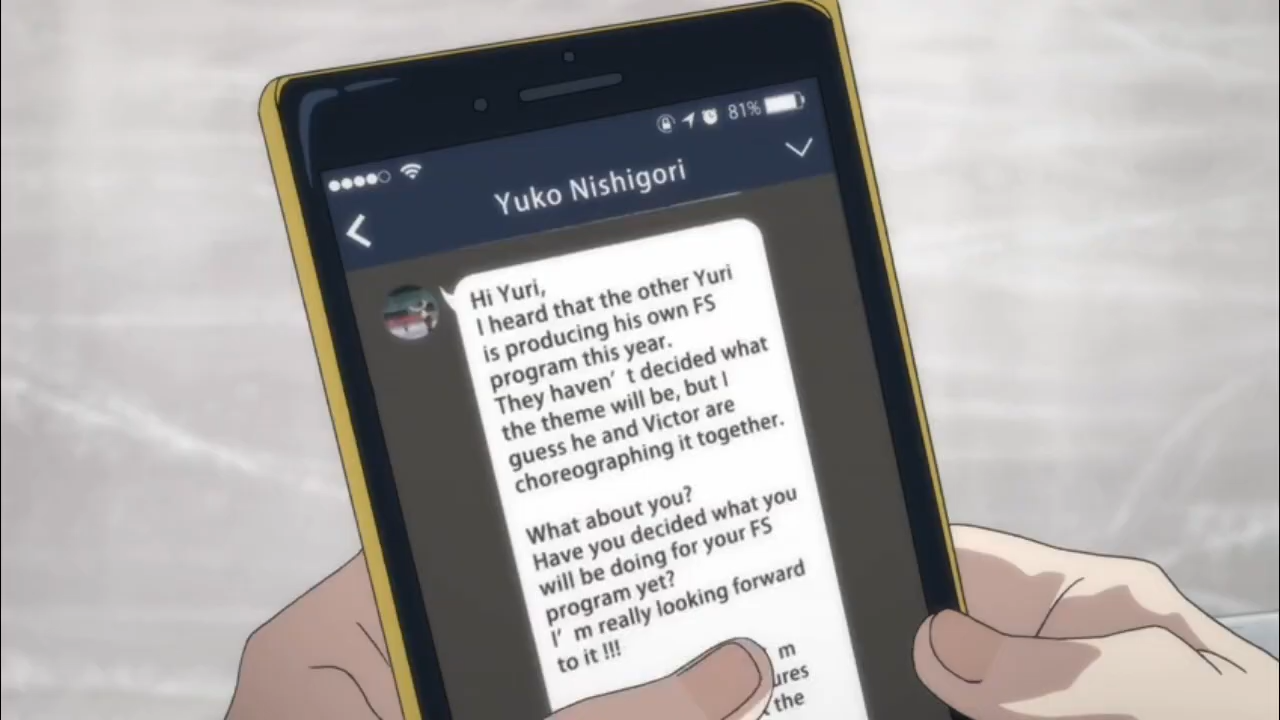 81%
Yuko Nishigori
Hi Yuri,
I heard that the other Yuri
is producing his own FS
program this year.
They haven' t decided what
the theme will be, but I
guess he and Victor are
choreographing it together.
What about you?
Have you decided what you
will be doing for your FS
program yet?
I' m really looking forward
to it !!!
m
the